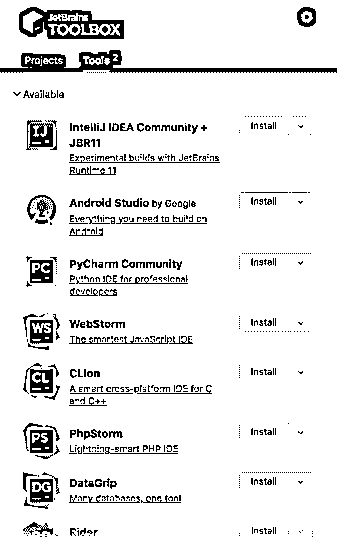 JetBrains
TOOLBOX
Projects Tools 2
Available
IJ IntelliJ IDEA Community + Install
JBR11
Experimental builds with JetBrains
Runtime 11
Android Studio by Google Install
Everything you need to build on
Android
PC PyCharm Community Install
Python IDE for professional
developers
WS WebStorm Install
The smartest JavaScript IDE
CL CLion Install
A smart cross-platform IDE for C
and C++
PS PhpStorm Install
Lightning-smart PHP IDE
DG DataGrip Install
Many databases, one tool
Rider Install